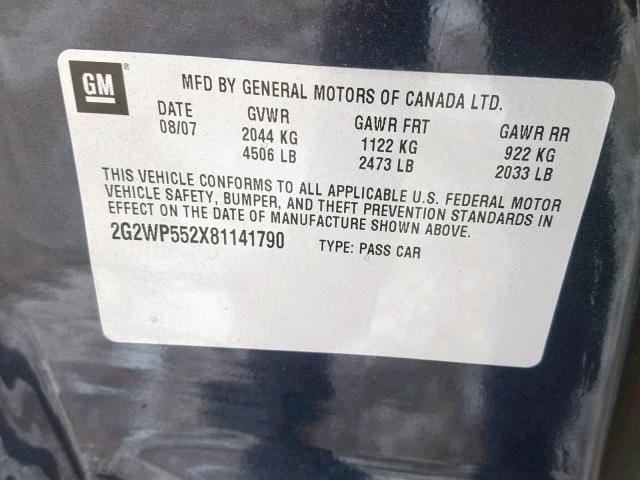 GM®
MFD BY GENERAL MOTORS OF CANADA LTD.
DATE GVWR GAWR FRT GAWR RR
08/07 2044 KG 1122 KG 922 KG
4506 LB 2473 LB 2033 LB
THIS VEHICLE CONFORMS TO ALL APPLICABLE U.S. FEDERAL MOTOR
VEHICLE SAFETY, BUMPER, AND THEFT PREVENTION STANDARDS IN
EFFECT ON THE DATE OF MANUFACTURE SHOWN ABOVE.
2G2WP552X81141790 TYPE: PASS CAR